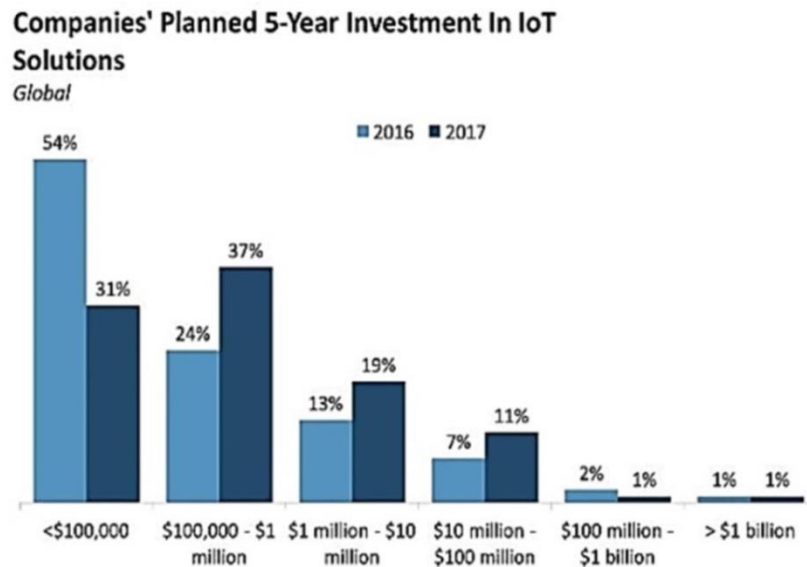 Companies' Planned 5-Year Investment In IoT
Solutions
Global
2016 2017
54%
31%
24%
37%
13%
19%
7%
11%
2%
1%
1%
1%
<$100,000
$100,000 - $1
million
$1 million - $10
million
$10 million -
$100 million
$100 million -
$1 billion
> $1 billion